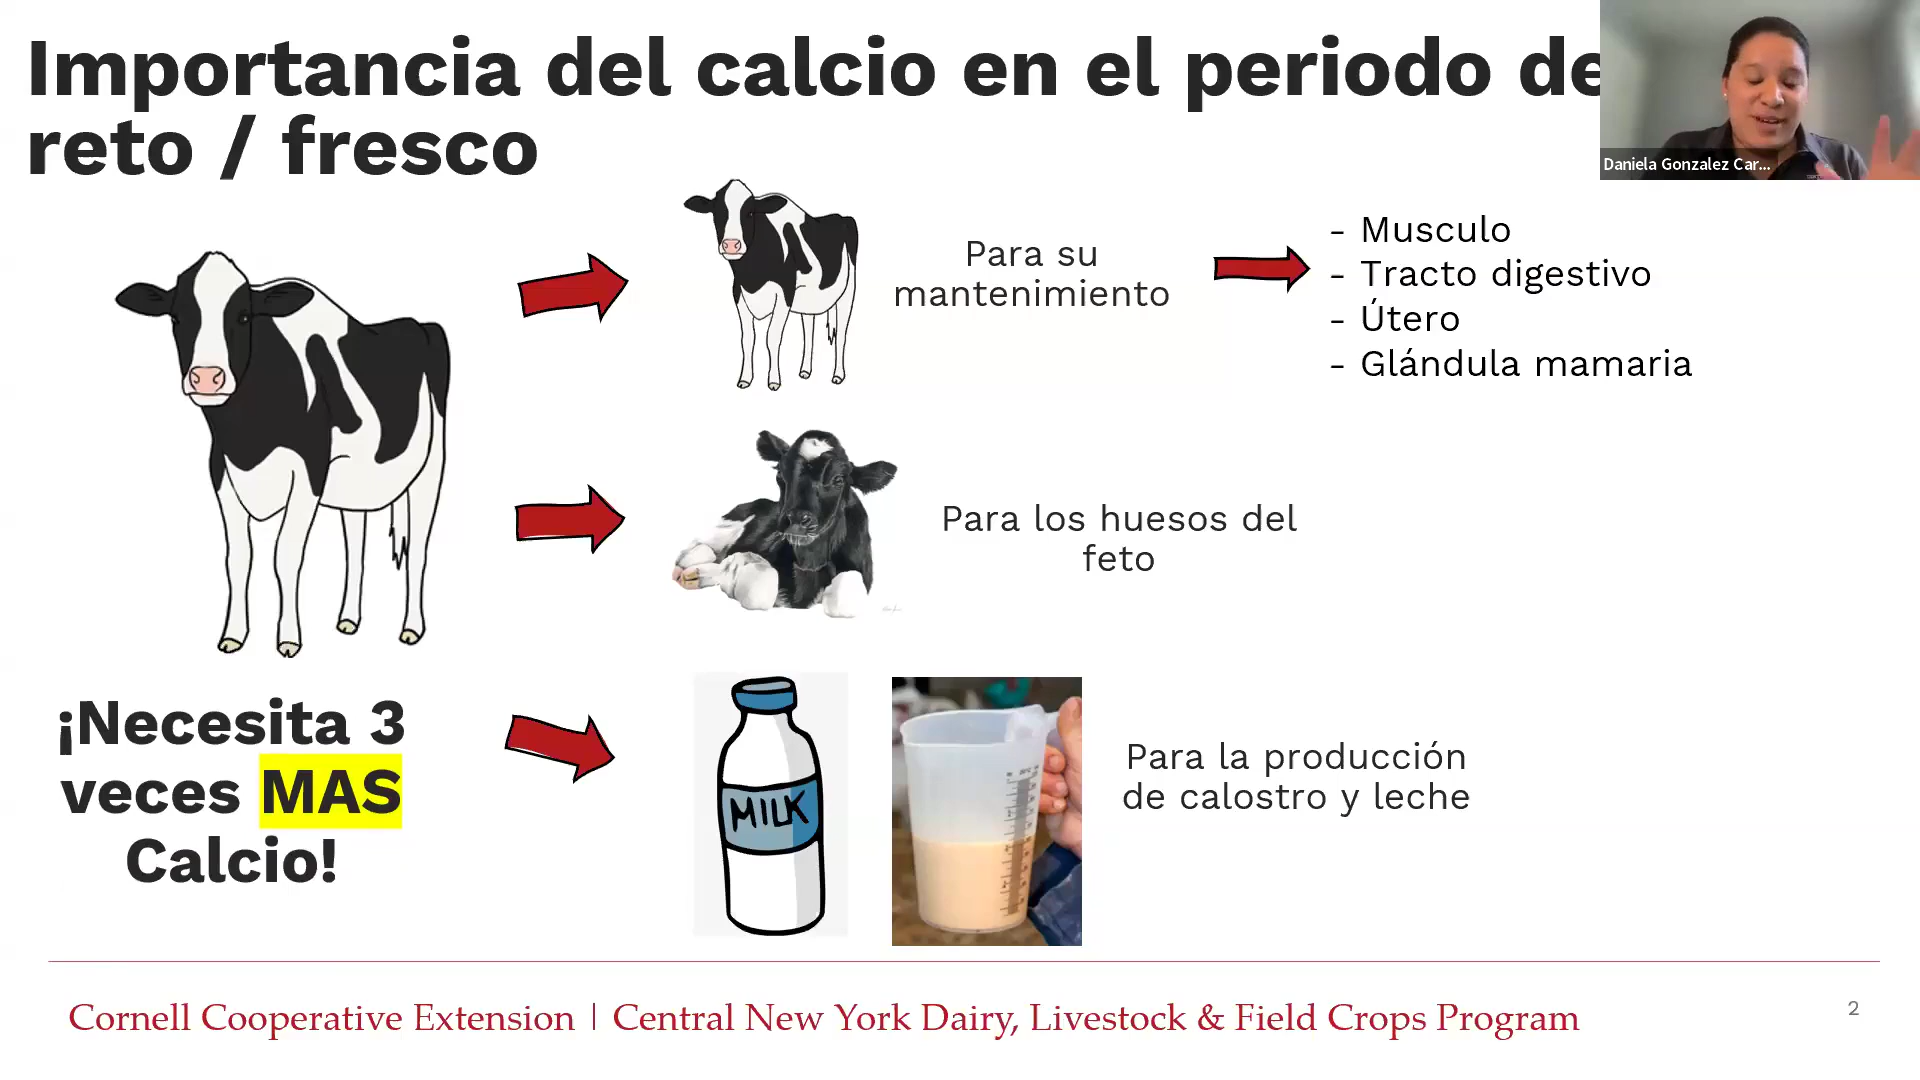 Importancia del calcio en el periodo de
reto / fresco
Daniela Gonzalez Car...
Para su
mantenimiento
- Musculo
- Tracto digestivo
- Útero
- Glándula mamaria
Para los huesos del
feto
¡Necesita 3
veces MAS
Calcio!
MILK
Para la producción
de calostro y leche
Cornell Cooperative Extension | Central New York Dairy, Livestock & Field Crops Program
2